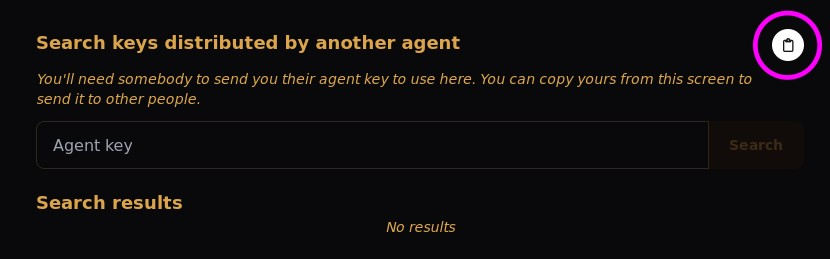 Search keys distributed by another agent
You'll need somebody to send you their agent key to use here. You can copy yours from this screen to
send it to other people.
Agent key
Search
Search results
No results